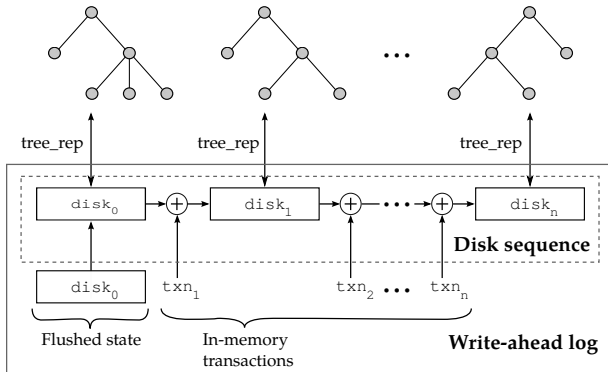 ...
tree_rep tree_rep tree_rep
disk0 + disk1 + ... + diskn
Disk sequence
disk0 txn1 txn2 ... txnn
Flushed state In-memory transactions
Write-ahead log